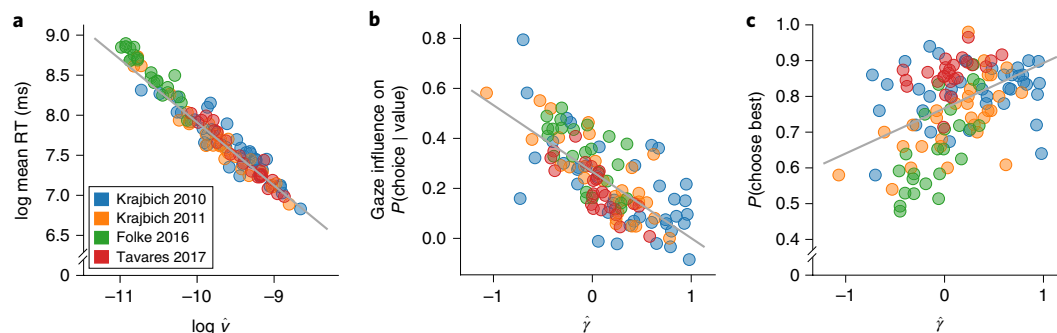 a
log mean RT (ms)
9.0
8.5
8.0
7.5
7.0
6.5
0
Krajbich 2010
Krajbich 2011
Folke 2016
Tavares 2017
−11
−10
−9
log v̂
b
Gaze influence on
P(choice | value)
0.8
0.6
0.4
0.2
0.0
−1
0
1
γ̂
c
P(choose best)
1.0
0.9
0.8
0.7
0.6
0.5
0.4
0
−1
0
1
γ̂